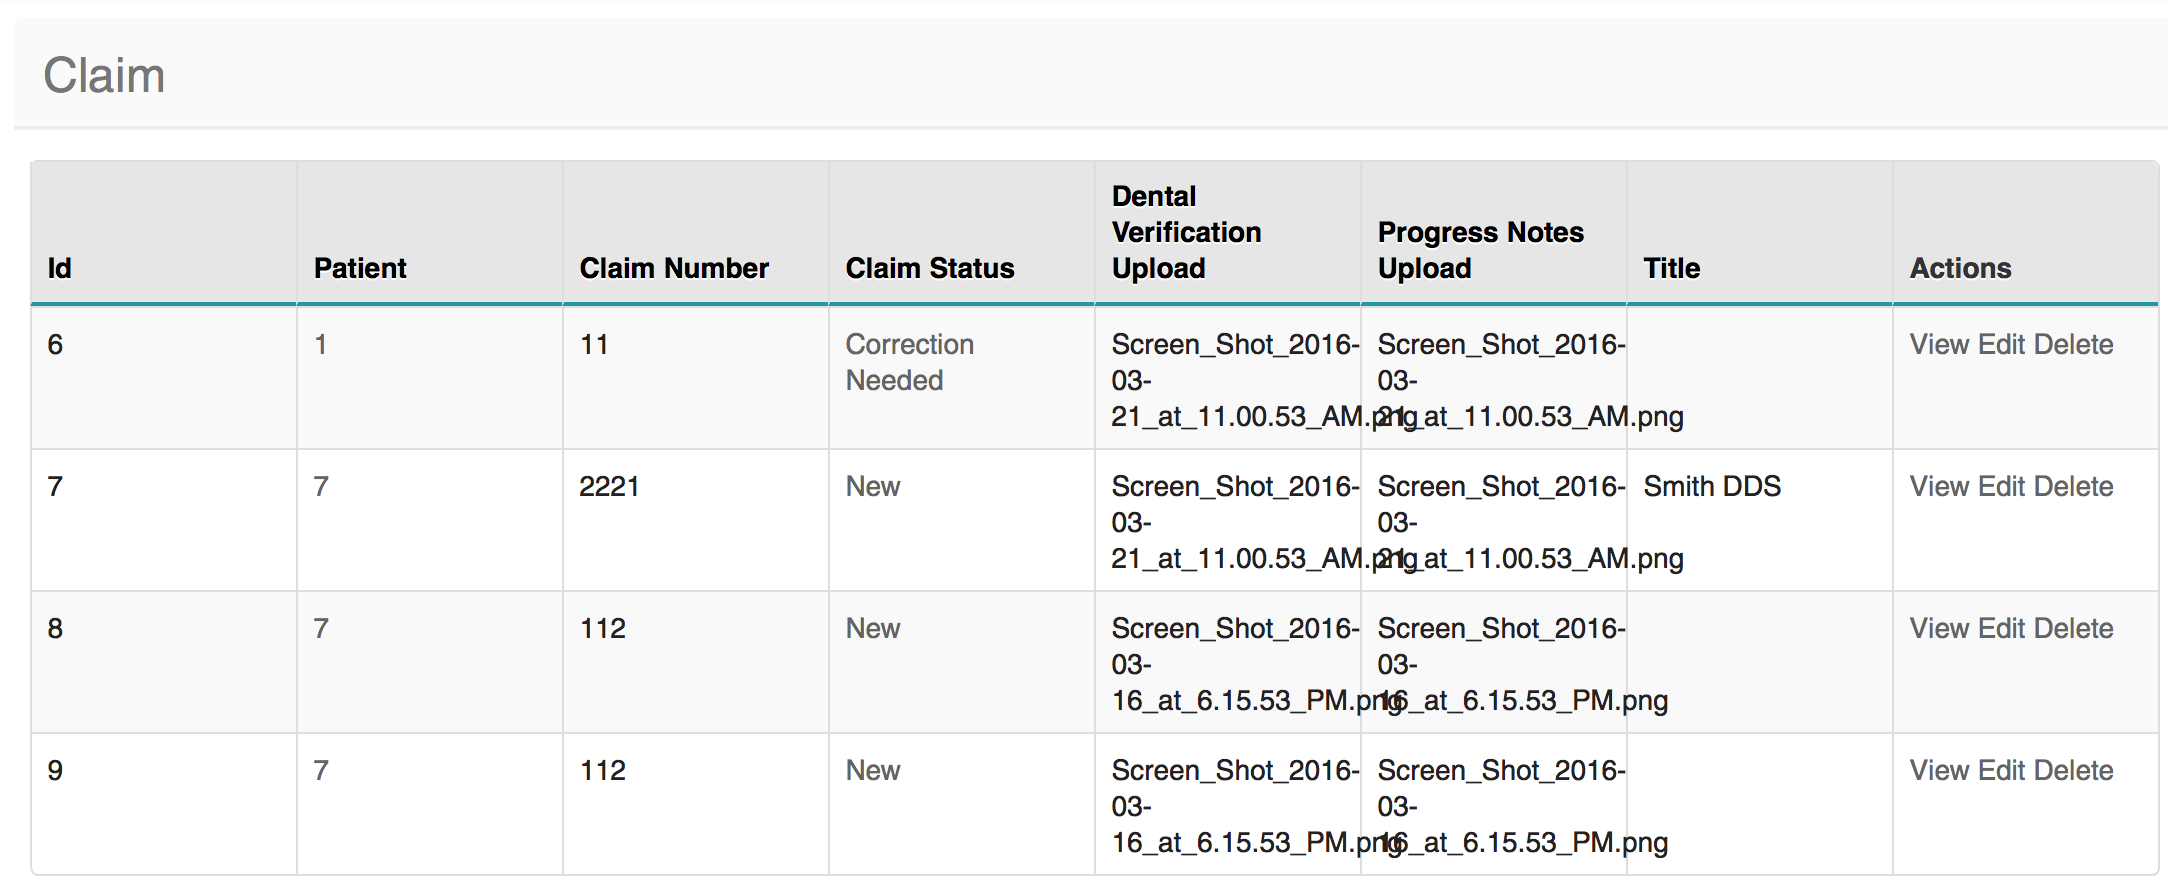 Claim
Id Patient Claim Number Claim Status Dental Verification Upload Progress Notes Upload Title Actions
6 1 11 Correction Needed Screen_Shot_2016-03-21_at_11.00.53_AM.png Screen_Shot_2016-03-21_at_11.00.53_AM.png View Edit Delete
7 7 2221 New Screen_Shot_2016-03-21_at_11.00.53_AM.png Screen_Shot_2016-03-21_at_11.00.53_AM.png Smith DDS View Edit Delete
8 7 112 New Screen_Shot_2016-03-16_at_6.15.53_PM.png Screen_Shot_2016-03-16_at_6.15.53_PM.png View Edit Delete
9 7 112 New Screen_Shot_2016-03-16_at_6.15.53_PM.png Screen_Shot_2016-03-16_at_6.15.53_PM.png View Edit Delete